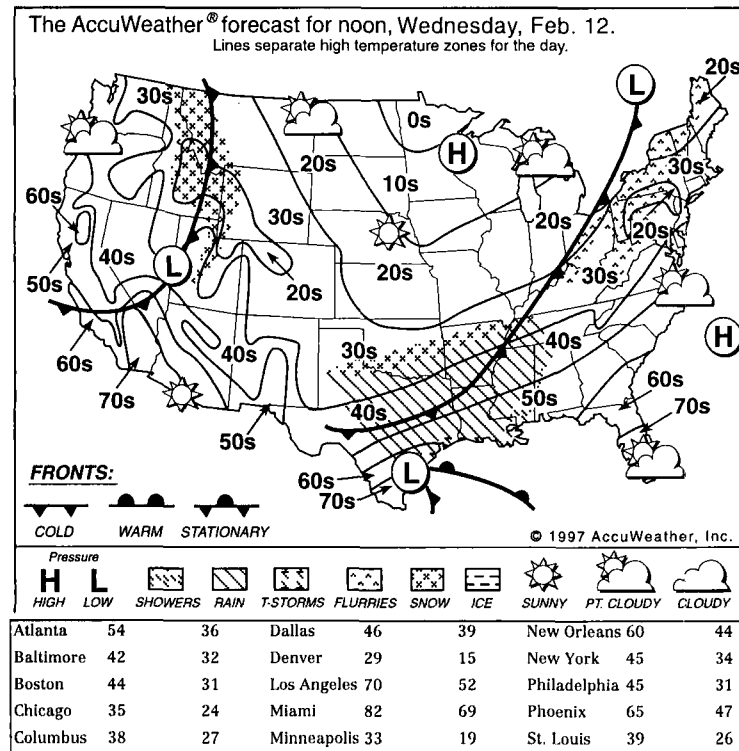 The AccuWeather® forecast for noon, Wednesday, Feb. 12.
Lines separate high temperature zones for the day.
20s
L
30s
0s
20s
H
10s
30s
60s
20s
30s
20s
40s
L
50s
20s
20s
30s
60s
40s
30s
40s
H
70s
40s
50s
60s
70s
50s
60s
L
70s
FRONTS:
COLD WARM STATIONARY
© 1997 AccuWeather, Inc.
Pressure
H L
HIGH LOW SHOWERS RAIN T-STORMS FLURRIES SNOW ICE SUNNY PT. CLOUDY CLOUDY
Atlanta 54 36 Dallas 46 39 New Orleans 60 44
Baltimore 42 32 Denver 29 15 New York 45 34
Boston 44 31 Los Angeles 70 52 Philadelphia 45 31
Chicago 35 24 Miami 82 69 Phoenix 65 47
Columbus 38 27 Minneapolis 33 19 St. Louis 39 26